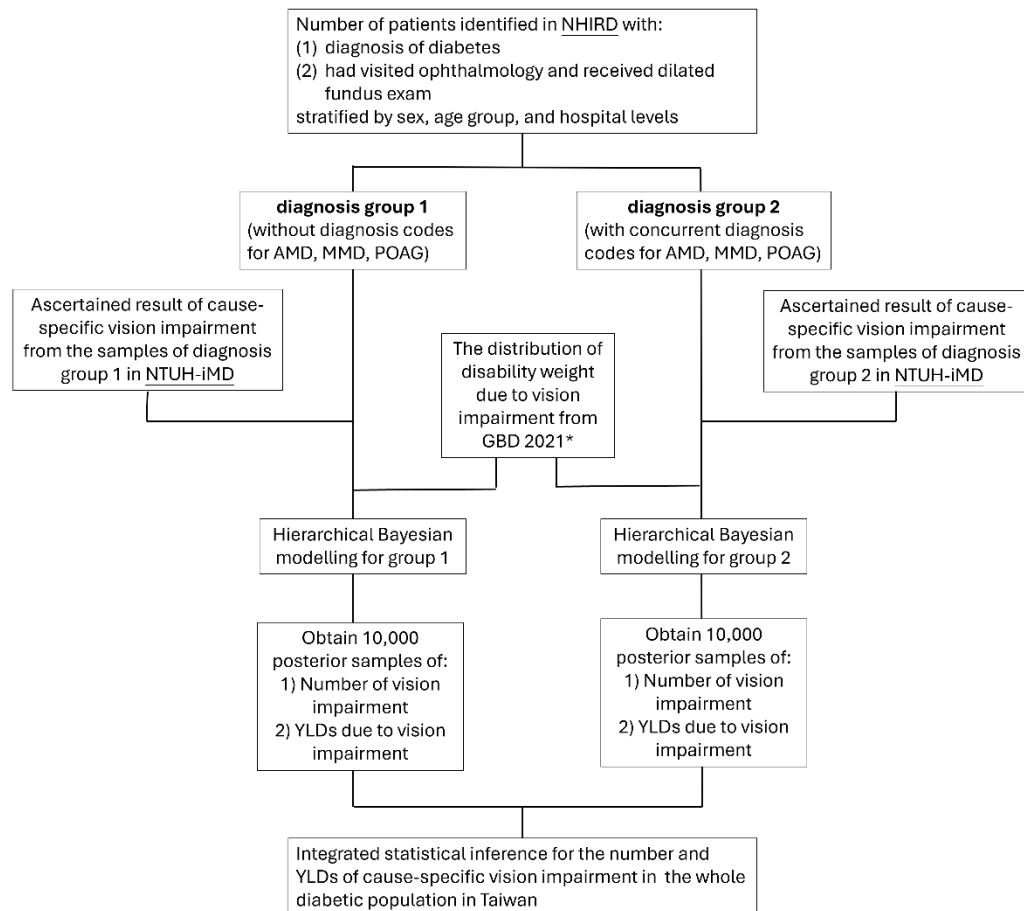 Number of patients identified in NHIRD with:
(1) diagnosis of diabetes
(2) had visited ophthalmology and received dilated
fundus exam
stratified by sex, age group, and hospital levels
diagnosis group 1
(without diagnosis codes
for AMD, MMD, POAG)
diagnosis group 2
(with concurrent diagnosis
codes for AMD, MMD, POAG)
Ascertained result of cause-
specific vision impairment
from the samples of diagnosis
group 1 in NTUH-iMD
The distribution of
disability weight
due to vision
impairment from
GBD 2021*
Ascertained result of cause-
specific vision impairment
from the samples of diagnosis
group 2 in NTUH-iMD
Hierarchical Bayesian
modelling for group 1
Hierarchical Bayesian
modelling for group 2
Obtain 10,000
posterior samples of:
1) Number of vision
impairment
2) YLDs due to vision
impairment
Obtain 10,000
posterior samples of:
1) Number of vision
impairment
2) YLDs due to vision
impairment
Integrated statistical inference for the number and
YLDs of cause-specific vision impairment in the whole
diabetic population in Taiwan